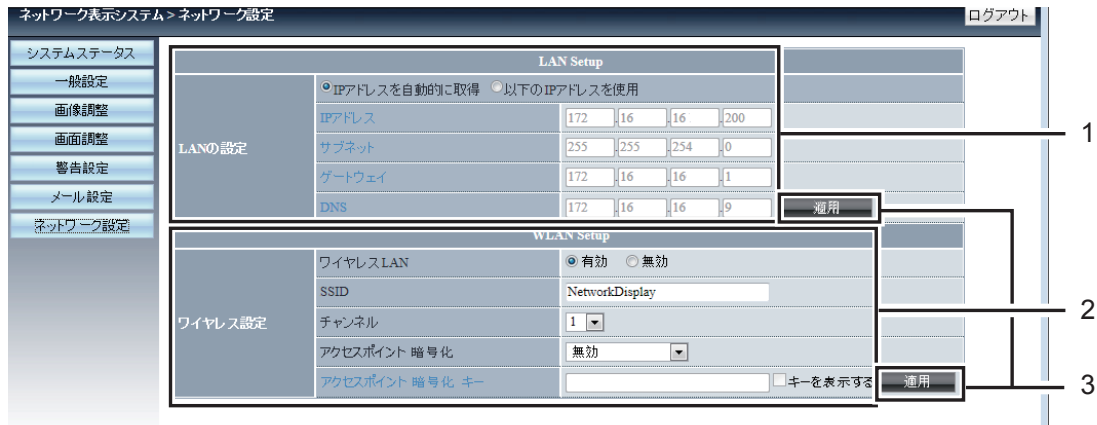 ネットワーク表示システム > ネットワーク設定
ログアウト
システムステータス
一般設定
画像調整
画面調整
警告設定
メール設定
ネットワーク設定
LAN Setup
LANの設定
IPアドレスを自動的に取得 以下のIPアドレスを使用
IPアドレス 172 .16 .16 .200
サブネット 255 .255 .254 .0
ゲートウェイ 172 .16 .16 .1
DNS 172 .16 .16 .9 適用
WLAN Setup
ワイヤレス設定
ワイヤレスLAN 有効 無効
SSID NetworkDisplay
チャンネル 1
アクセスポイント 暗号化 無効
アクセスポイント 暗号化 キー キーを表示する 適用
1
2
3